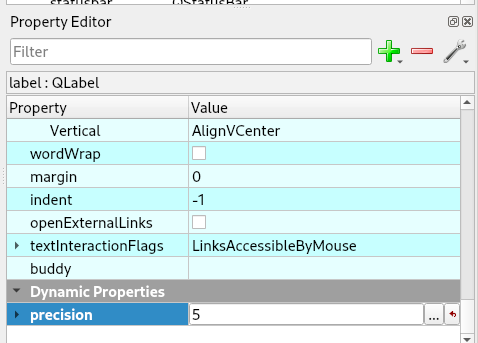 statusbar QStatusBar
Property Editor
Filter
label : QLabel
Property Value
Vertical AlignVCenter
wordWrap
margin 0
indent -1
openExternalLinks
textInteractionFlags LinksAccessibleByMouse
buddy
Dynamic Properties
precision 5 ...